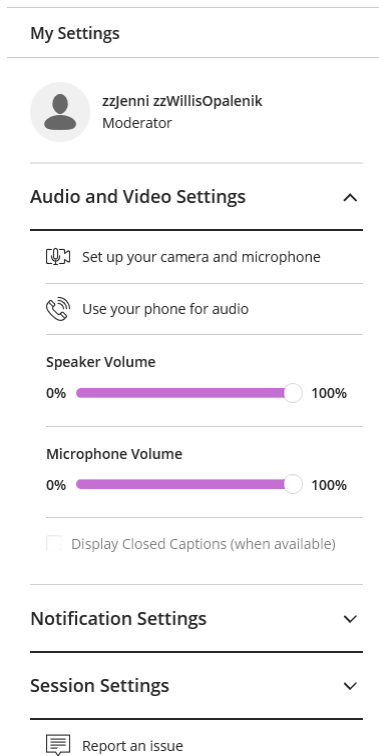 My Settings
zzJenni zzWillisOpalenik
Moderator
Audio and Video Settings
Set up your camera and microphone
Use your phone for audio
Speaker Volume
0% 100%
Microphone Volume
0% 100%
Display Closed Captions (when available)
Notification Settings
Session Settings
Report an issue